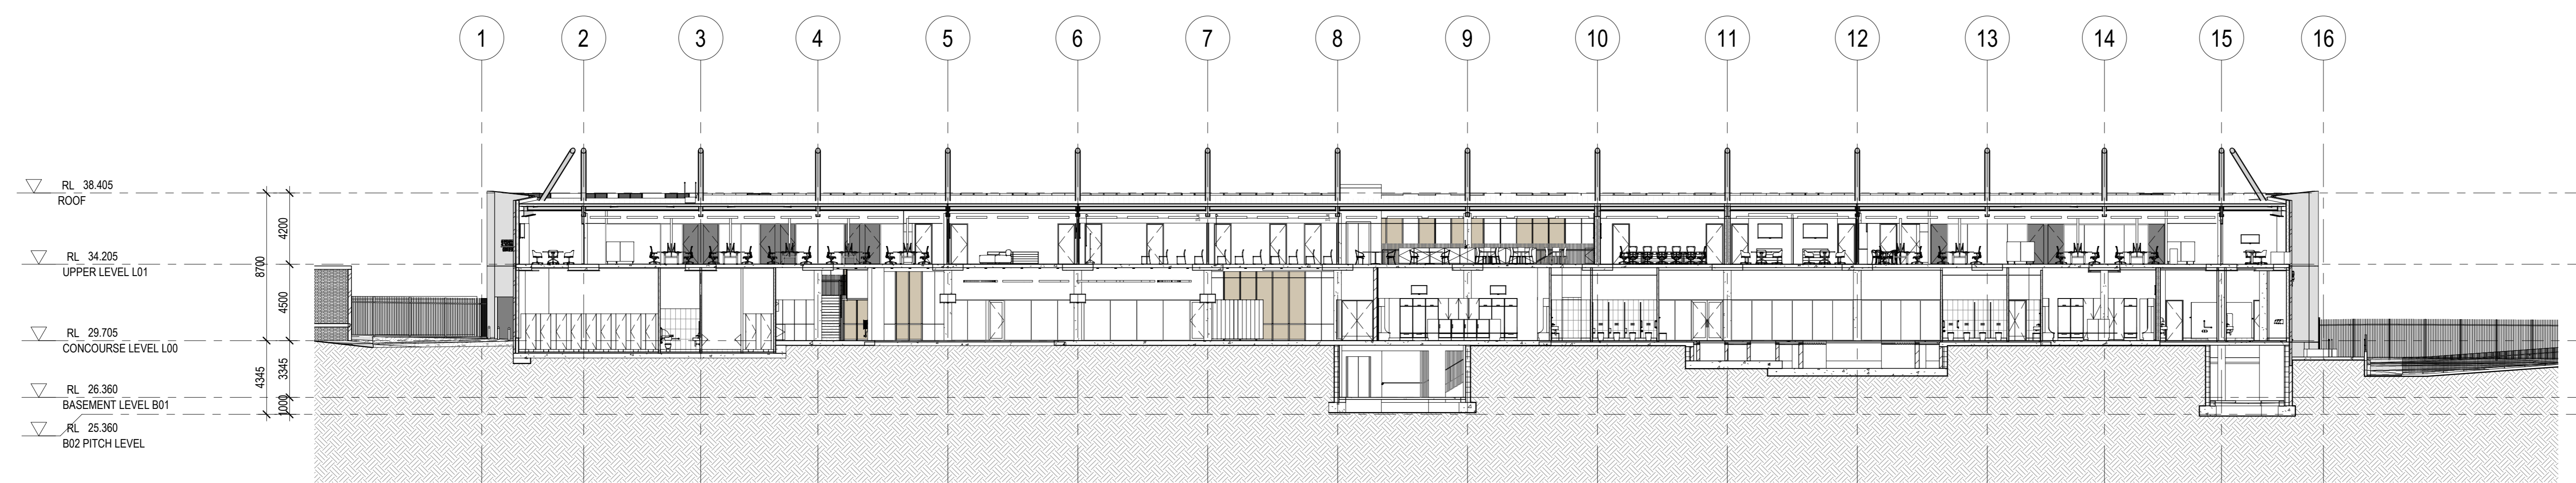 1 2 3 4 5 6 7 8 9 10 11 12 13 14 15 16
RL 38.405
ROOF
4200
RL 34.205
UPPER LEVEL L01
8700
4500
RL 29.705
CONCOURSE LEVEL L00
4345
3345
RL 26.360
BASEMENT LEVEL B01
1000
RL 25.360
B02 PITCH LEVEL